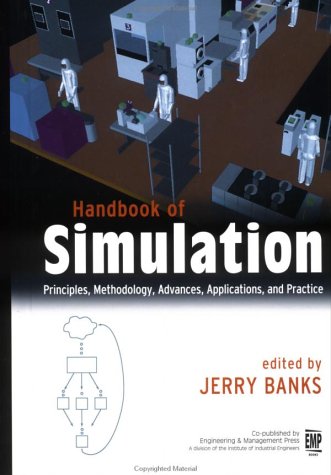 Handbook of
Simulation
Principles, Methodology, Advances, Applications, and Practice
edited by
JERRY BANKS
Co-published by
Engineering & Management Press
A division of the Institute of Industrial Engineers
EMP
BOOKS
Copyrighted Material